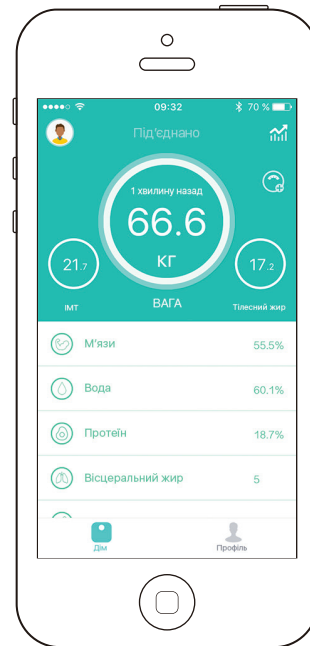 09:32 70 %
Під'єднано
1 хвилину назад
66.6
КГ
21.7
17.2
ІМТ
ВАГА
Тілесний жир
М'язи 55.5%
Вода 60.1%
Протеїн 18.7%
Вісцеральний жир 5
Дім
Профіль